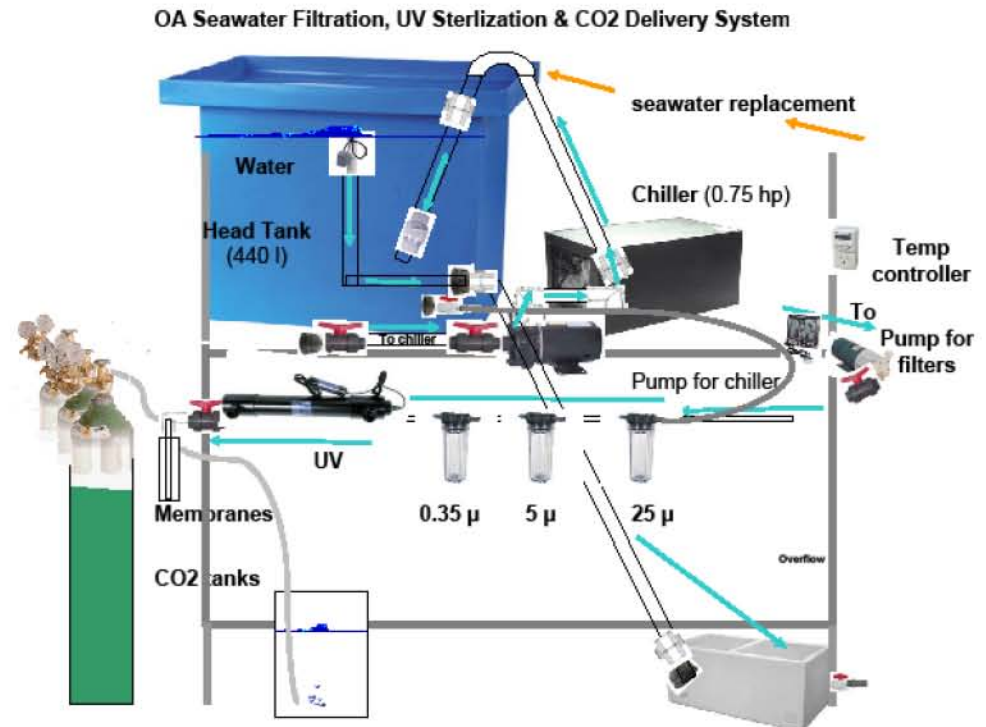 OA Seawater Filtration, UV Sterlization & CO2 Delivery System
seawater replacement
Water
Chiller (0.75 hp)
Head Tank
(440 l)
Temp
controller
To
To chiller
Pump for
filters
Pump for chiller
UV
Membranes
0.35 µ
5 µ
25 µ
Overflow
CO2 tanks